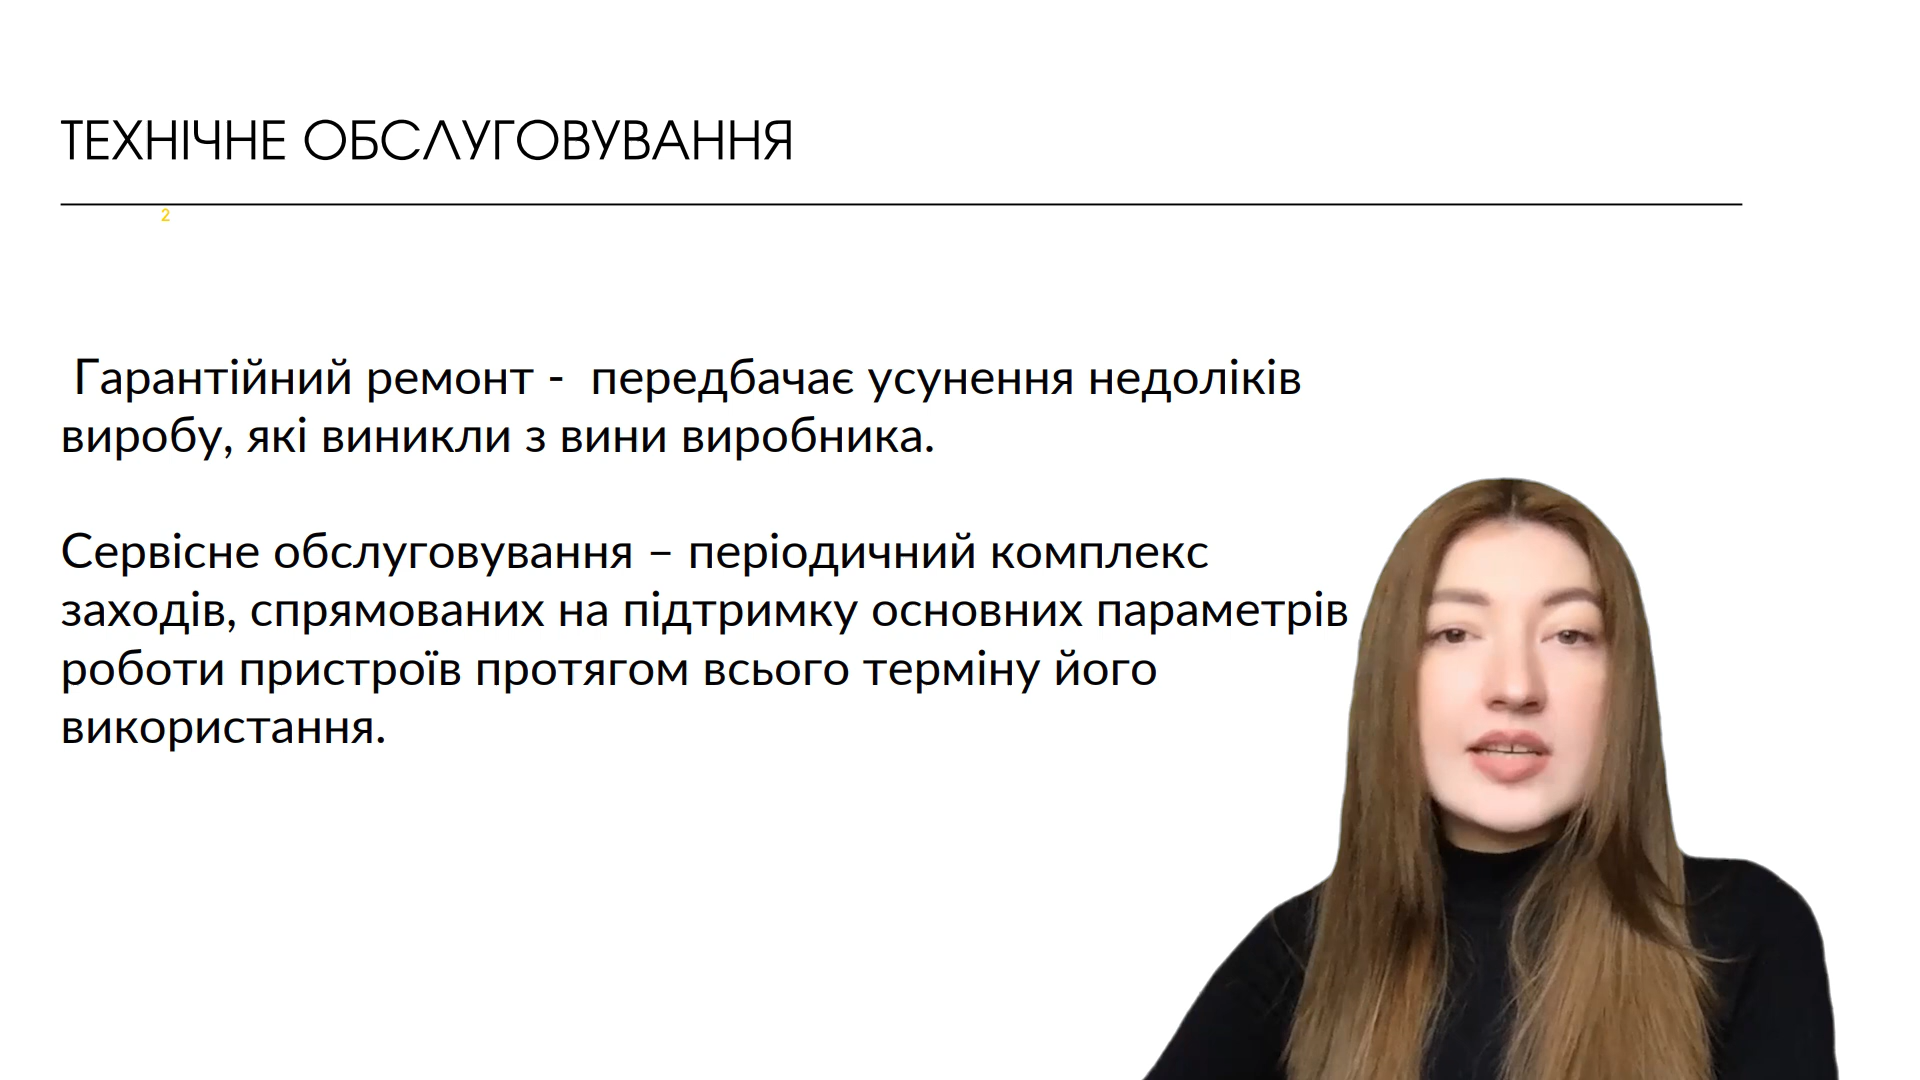 ТЕХНІЧНЕ ОБСЛУГОВУВАННЯ
2
Гарантійний ремонт -  передбачає усунення недоліків
виробу, які виникли з вини виробника.
Сервісне обслуговування – періодичний комплекс
заходів, спрямованих на підтримку основних параметрів
роботи пристроїв протягом всього терміну його
використання.